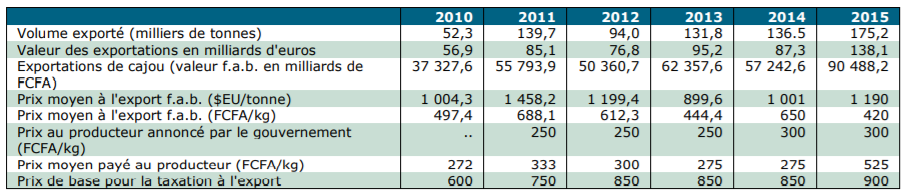 2010 2011 2012 2013 2014 2015
Volume exporté (milliers de tonnes) 52,3 139,7 94,0 131,8 136.5 175,2
Valeur des exportations en milliards d'euros 56,9 85,1 76,8 95,2 87,3 138,1
Exportations de cajou (valeur f.a.b. en milliards de 37 327,6 55 793,9 50 360,7 62 357,6 57 242,6 90 488,2
FCFA)
Prix moyen à l'export f.a.b. ($EU/tonne) 1 004,3 1 458,2 1 199,4 899,6 1 001 1 190
Prix moyen à l'export f.a.b. (FCFA/kg) 497,4 688,1 612,3 444,4 650 420
Prix au producteur annoncé par le gouvernement .. 250 250 250 300 300
(FCFA/kg)
Prix moyen payé au producteur (FCFA/kg) 272 333 300 275 275 525
Prix de base pour la taxation à l'export 600 750 850 850 850 900